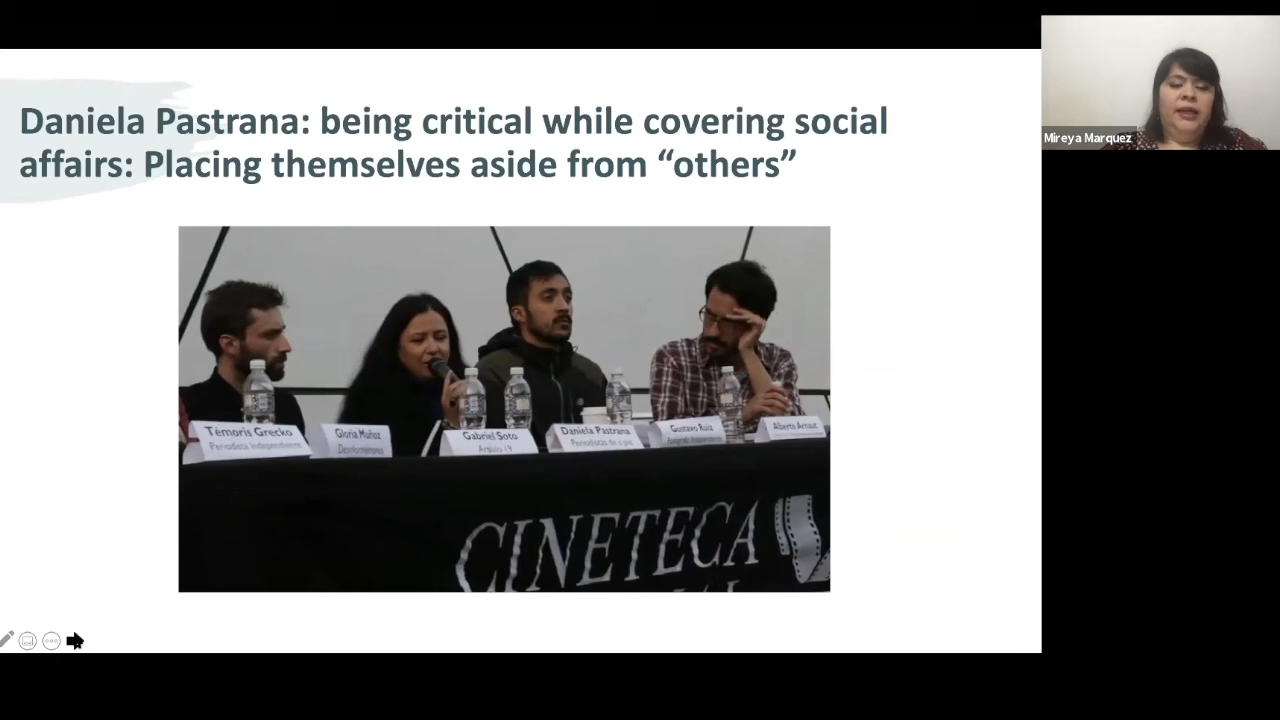 Daniela Pastrana: being critical while covering social
affairs: Placing themselves aside from “others”
Mireya Marquez
Témoris Grecko
Periodista Independiente
Gloria Muñoz
Desinformémonos
Gabriel Soto
Artículo 19
Daniela Pastrana
Periodistas de a pie
Gustavo Ruiz
Alberto Arnaut
CINETECA